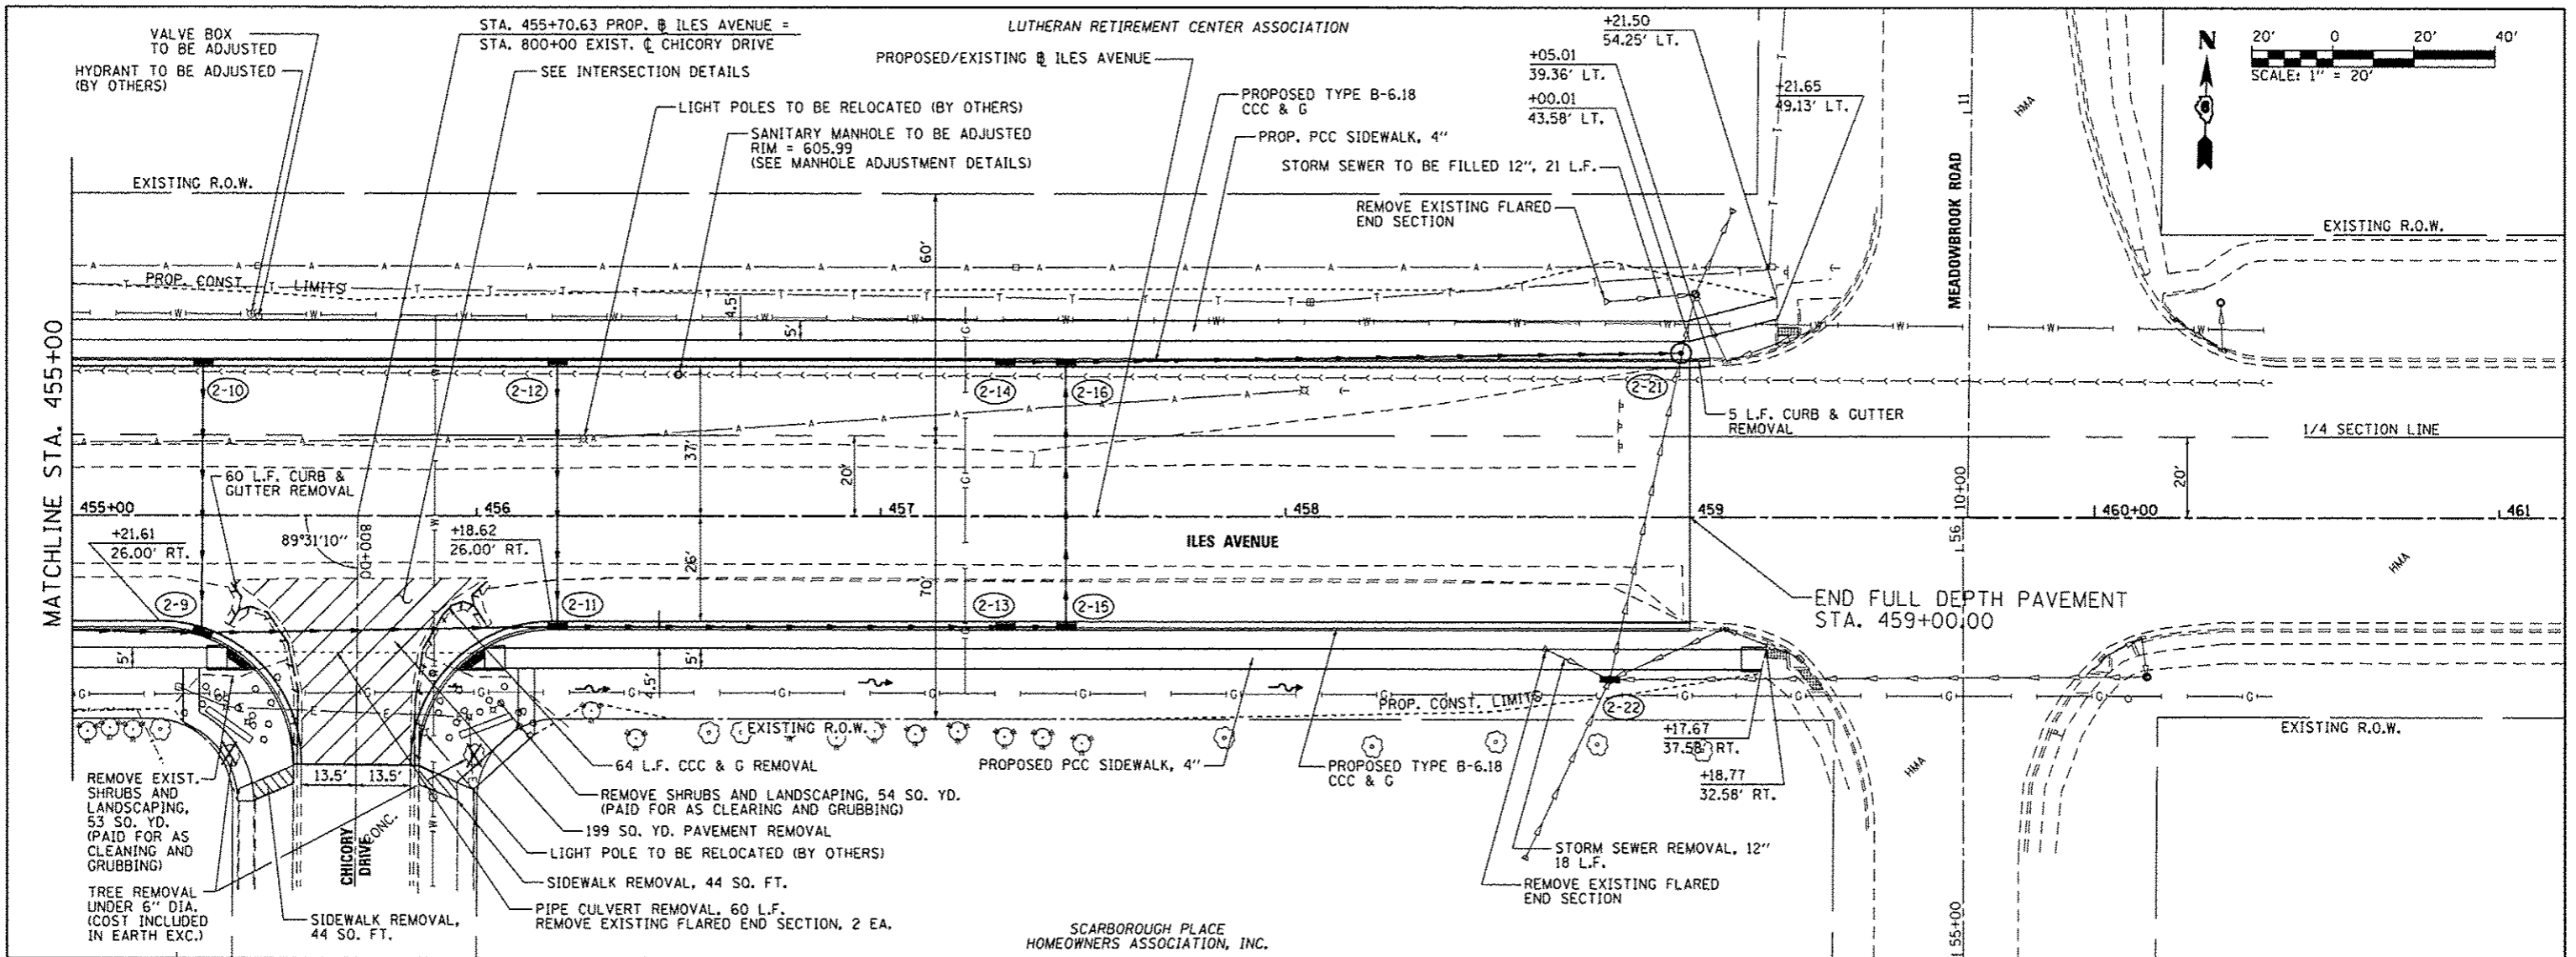 VALVE BOX
TO BE ADJUSTED
HYDRANT TO BE ADJUSTED
(BY OTHERS)
STA. 455+70.63 PROP. ⅊ ILES AVENUE =
STA. 800+00 EXIST. ℄ CHICORY DRIVE
SEE INTERSECTION DETAILS
LIGHT POLES TO BE RELOCATED (BY OTHERS)
SANITARY MANHOLE TO BE ADJUSTED
RIM = 605.99
(SEE MANHOLE ADJUSTMENT DETAILS)
LUTHERAN RETIREMENT CENTER ASSOCIATION
PROPOSED/EXISTING ⅊ ILES AVENUE
PROPOSED TYPE B-6.18
CCC & G
PROP. PCC SIDEWALK, 4"
STORM SEWER TO BE FILLED 12", 21 L.F.
REMOVE EXISTING FLARED
END SECTION
+21.50
54.25' LT.
+05.01
39.36' LT.
+00.01
43.58' LT.
+21.65
49.13' LT.
L 11
HMA
MEADOWBROOK ROAD
N
6
20' 0 20' 40'
SCALE: 1" = 20'
EXISTING R.O.W.
EXISTING R.O.W.
PROP. CONST. LIMITS
60'
4.5'
5'
MATCHLINE STA. 455+00
2-10
2-12
2-14
2-16
2-21
5 L.F. CURB & GUTTER
REMOVAL
1/4 SECTION LINE
60 L.F. CURB &
GUTTER REMOVAL
37'
20'
20'
455+00
456
457
458
459
460+00
461
110+00
L 56
+21.61
26.00' RT.
89°31'10"
800+00
+18.62
26.00' RT.
26'
70'
ILES AVENUE
HMA
END FULL DEPTH PAVEMENT
STA. 459+00.00
2-9
2-11
2-13
2-15
5'
5'
4.5'
PROP. CONST. LIMITS
2-22
EXISTING R.O.W.
EXISTING R.O.W.
+17.67
37.58' RT.
+18.77
32.58' RT.
HMA
13.5' 13.5'
64 L.F. CCC & G REMOVAL
PROPOSED PCC SIDEWALK, 4"
PROPOSED TYPE B-6.18
CCC & G
REMOVE EXIST.
SHRUBS AND
LANDSCAPING,
53 SQ. YD.
(PAID FOR AS
CLEANING AND
GRUBBING)
REMOVE SHRUBS AND LANDSCAPING, 54 SQ. YD.
(PAID FOR AS CLEARING AND GRUBBING)
199 SQ. YD. PAVEMENT REMOVAL
LIGHT POLE TO BE RELOCATED (BY OTHERS)
CHICORY
DRIVE
CONC.
STORM SEWER REMOVAL, 12"
18 L.F.
REMOVE EXISTING FLARED
END SECTION
TREE REMOVAL
UNDER 6" DIA.
(COST INCLUDED
IN EARTH EXC.)
SIDEWALK REMOVAL,
44 SQ. FT.
SIDEWALK REMOVAL, 44 SQ. FT.
PIPE CULVERT REMOVAL, 60 L.F.
REMOVE EXISTING FLARED END SECTION, 2 EA.
SCARBOROUGH PLACE
HOMEOWNERS ASSOCIATION, INC.
155+00